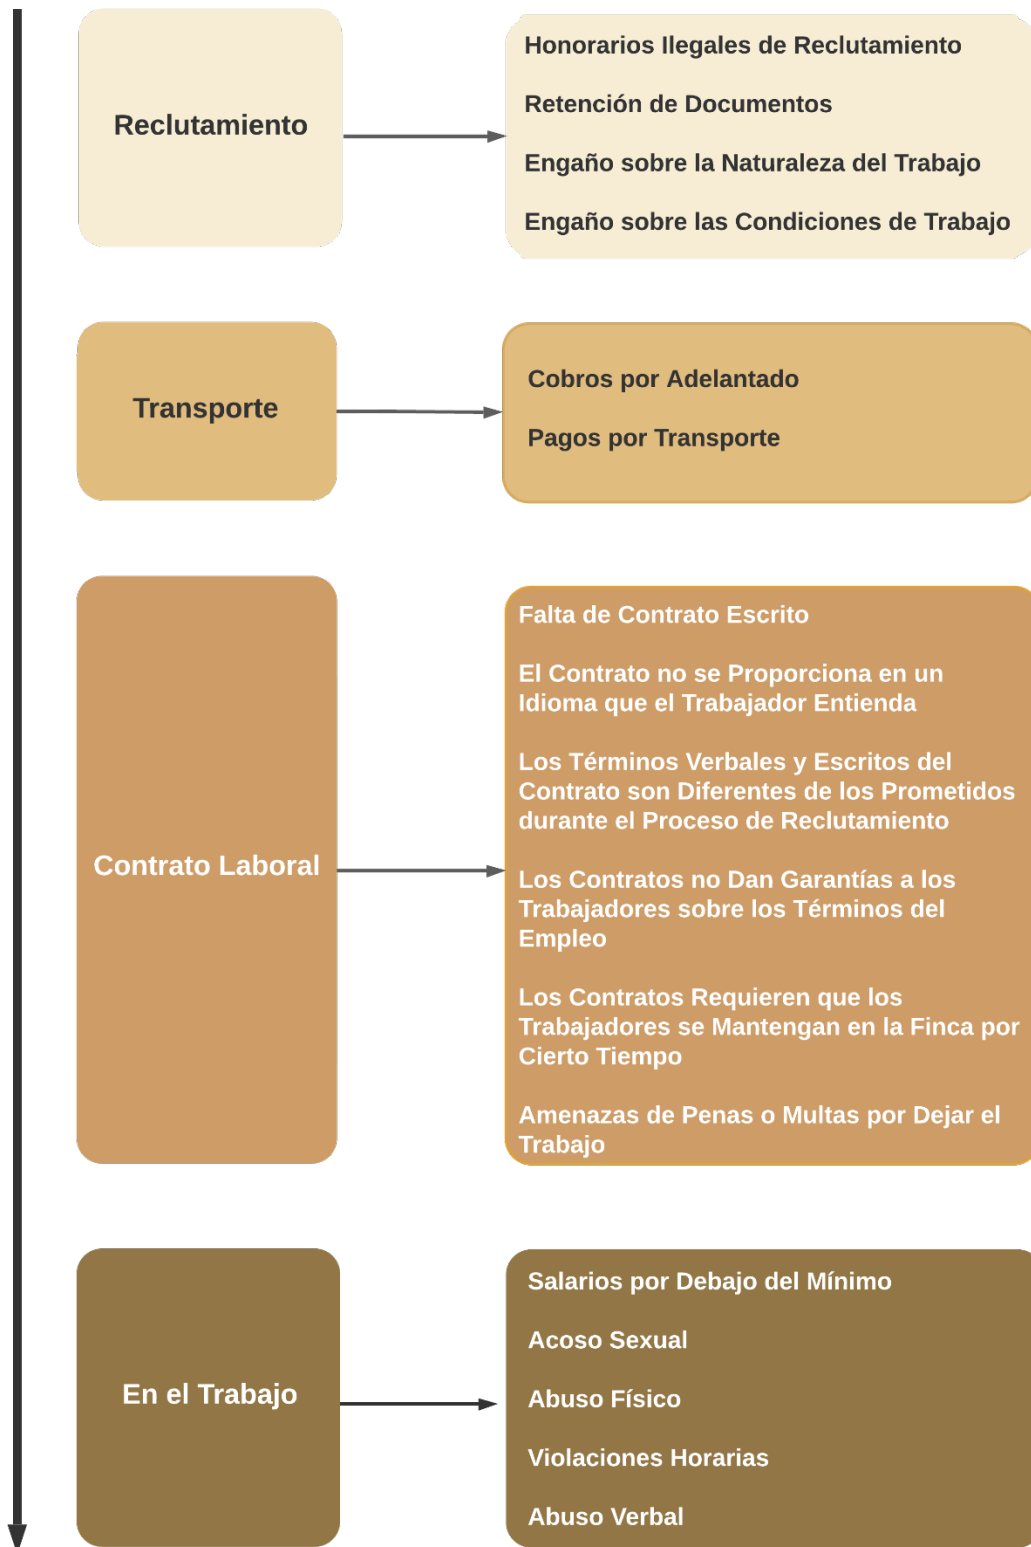 Reclutamiento
Honorarios Ilegales de Reclutamiento
Retención de Documentos
Engaño sobre la Naturaleza del Trabajo
Engaño sobre las Condiciones de Trabajo
Transporte
Cobros por Adelantado
Pagos por Transporte
Contrato Laboral
Falta de Contrato Escrito
El Contrato no se Proporciona en un
Idioma que el Trabajador Entienda
Los Términos Verbales y Escritos del
Contrato son Diferentes de los Prometidos
durante el Proceso de Reclutamiento
Los Contratos no Dan Garantías a los
Trabajadores sobre los Términos del
Empleo
Los Contratos Requieren que los
Trabajadores se Mantengan en la Finca por
Cierto Tiempo
Amenazas de Penas o Multas por Dejar el
Trabajo
En el Trabajo
Salarios por Debajo del Mínimo
Acoso Sexual
Abuso Físico
Violaciones Horarias
Abuso Verbal